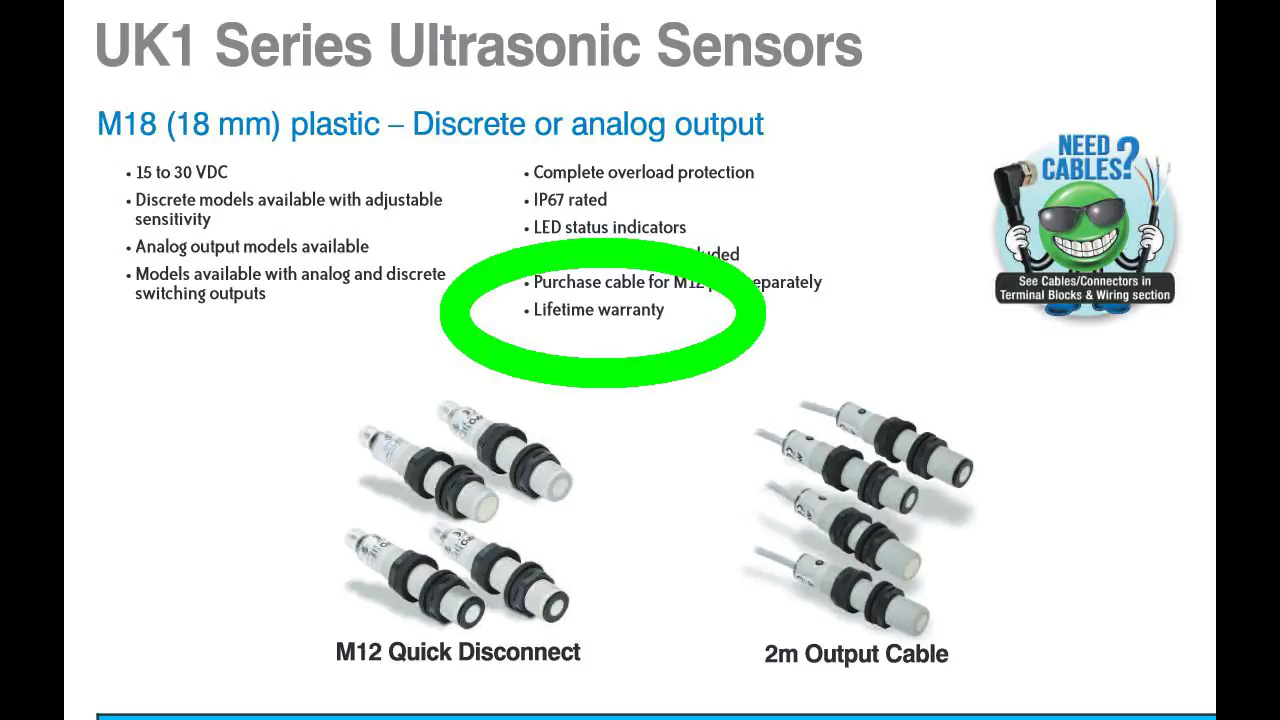 UK1 Series Ultrasonic Sensors
M18 (18 mm) plastic – Discrete or analog output
• 15 to 30 VDC
• Discrete models available with adjustable
sensitivity
• Analog output models available
• Models available with analog and discrete
switching outputs
• Complete overload protection
• IP67 rated
• LED status indicators
• Purchase cable for M12
• Lifetime warranty
NEED
CABLES?
See Cables/Connectors in
Terminal Blocks & Wiring section
M12 Quick Disconnect
2m Output Cable